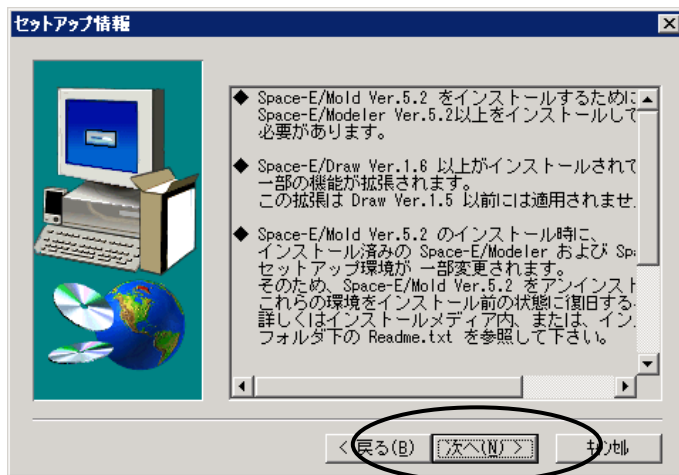 セットアップ情報
◆ Space-E/Mold Ver.5.2 をインストールするために
Space-E/Modeler Ver.5.2以上をインストールして
必要があります。
◆ Space-E/Draw Ver.1.6 以上がインストールされて
一部の機能が拡張されます。
この拡張は Draw Ver.1.5 以前には適用されませ
◆ Space-E/Mold Ver.5.2 のインストール時に、
インストール済みの Space-E/Modeler および Sp
セットアップ環境が 一部変更されます。
そのため、Space-E/Mold Ver.5.2 をアンインスト
これらの環境をインストール前の状態に復旧する
詳しくはインストールメディア内、または、イン
フォルダ下の Readme.txt を参照して下さい。
< 戻る(B) 次へ(N) > キャンセル